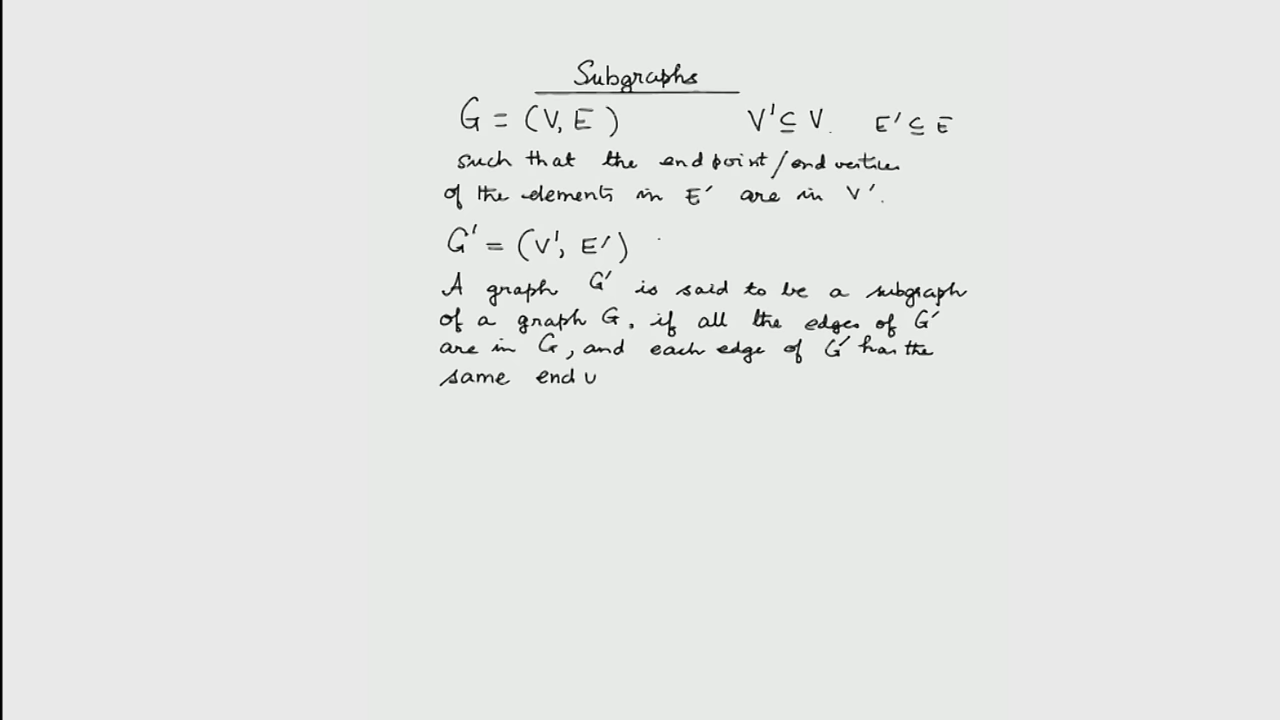 Subgraphs
G = (V, E) V' ⊆ V. E' ⊆ E
such that the end point/end vertices
of the elements in E' are in V'.
G' = (V', E')
A graph G' is said to be a subgraph
of a graph G, if all the edges of G'
are in G, and each edge of G' has the
same end v